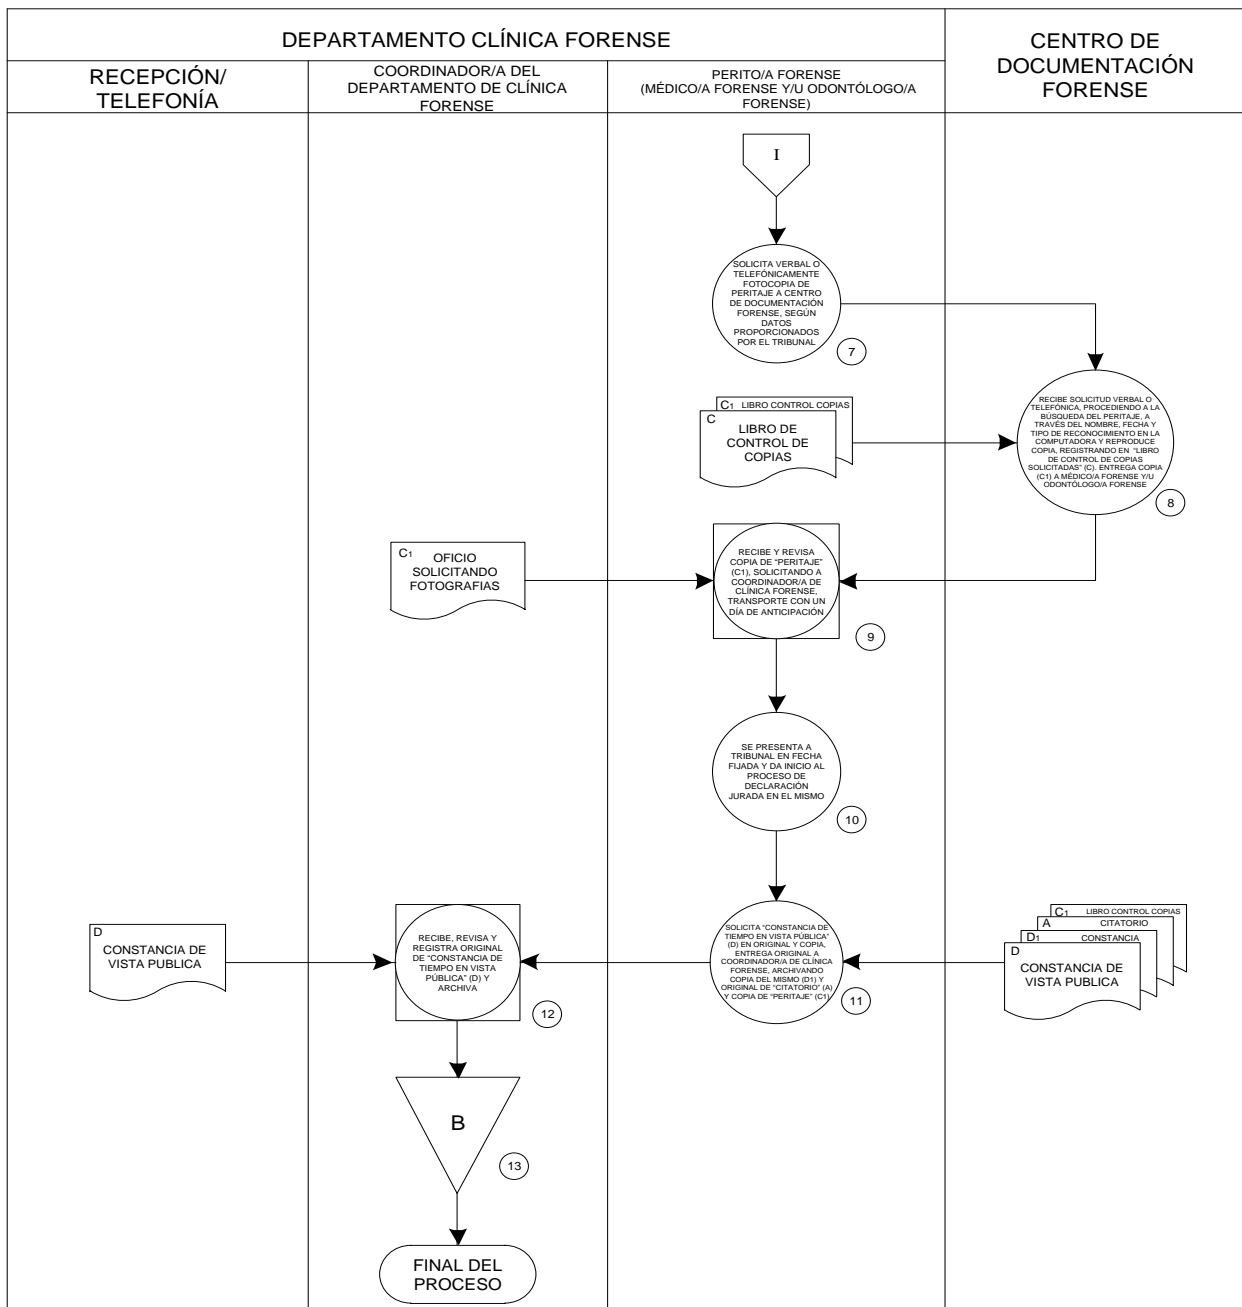 DEPARTAMENTO CLÍNICA FORENSE
CENTRO DE
DOCUMENTACIÓN
FORENSE
RECEPCIÓN/
TELEFONÍA
COORDINADOR/A DEL
DEPARTAMENTO DE CLÍNICA
FORENSE
PERITO/A FORENSE
(MÉDICO/A FORENSE Y/U ODONTÓLOGO/A
FORENSE)
I
SOLICITA VERBAL O
TELEFÓNICAMENTE
FOTOCOPIA DE
PERITAJE A CENTRO
DE DOCUMENTACIÓN
FORENSE, SEGÚN
DATOS
PROPORCIONADOS
POR EL TRIBUNAL
7
RECIBE SOLICITUD VERBAL O
TELEFÓNICA, PROCEDIENDO A LA
BÚSQUEDA DEL PERITAJE, A
TRAVÉS DEL NOMBRE, FECHA Y
TIPO DE RECONOCIMIENTO EN LA
COMPUTADORA Y REPRODUCE
COPIA, REGISTRANDO EN "LIBRO
DE CONTROL DE COPIAS
SOLICITADAS" (C). ENTREGA COPIA
(C1) A MÉDICO/A FORENSE Y/U
ODONTÓLOGO/A FORENSE
8
C1 LIBRO CONTROL COPIAS
C
LIBRO DE
CONTROL DE
COPIAS
C1
OFICIO
SOLICITANDO
FOTOGRAFIAS
RECIBE Y REVISA
COPIA DE "PERITAJE"
(C1), SOLICITANDO A
COORDINADOR/A DE
CLÍNICA FORENSE,
TRANSPORTE CON UN
DÍA DE ANTICIPACIÓN
9
SE PRESENTA A
TRIBUNAL EN FECHA
FIJADA Y DA INICIO AL
PROCESO DE
DECLARACIÓN
JURADA EN EL MISMO
10
D
CONSTANCIA DE
VISTA PUBLICA
RECIBE, REVISA Y
REGISTRA ORIGINAL
DE "CONSTANCIA DE
TIEMPO EN VISTA
PÚBLICA" (D) Y
ARCHIVA
12
SOLICITA "CONSTANCIA DE
TIEMPO EN VISTA PÚBLICA"
(D) EN ORIGINAL Y COPIA,
ENTREGA ORIGINAL A
COORDINADOR/A DE CLÍNICA
FORENSE, ARCHIVANDO
COPIA DEL MISMO (D1) Y
ORIGINAL DE "CITATORIO" (A)
Y COPIA DE "PERITAJE" (C1)
11
C1 LIBRO CONTROL COPIAS
A CITATORIO
D1 CONSTANCIA
D
CONSTANCIA DE
VISTA PUBLICA
B
13
FINAL DEL
PROCESO